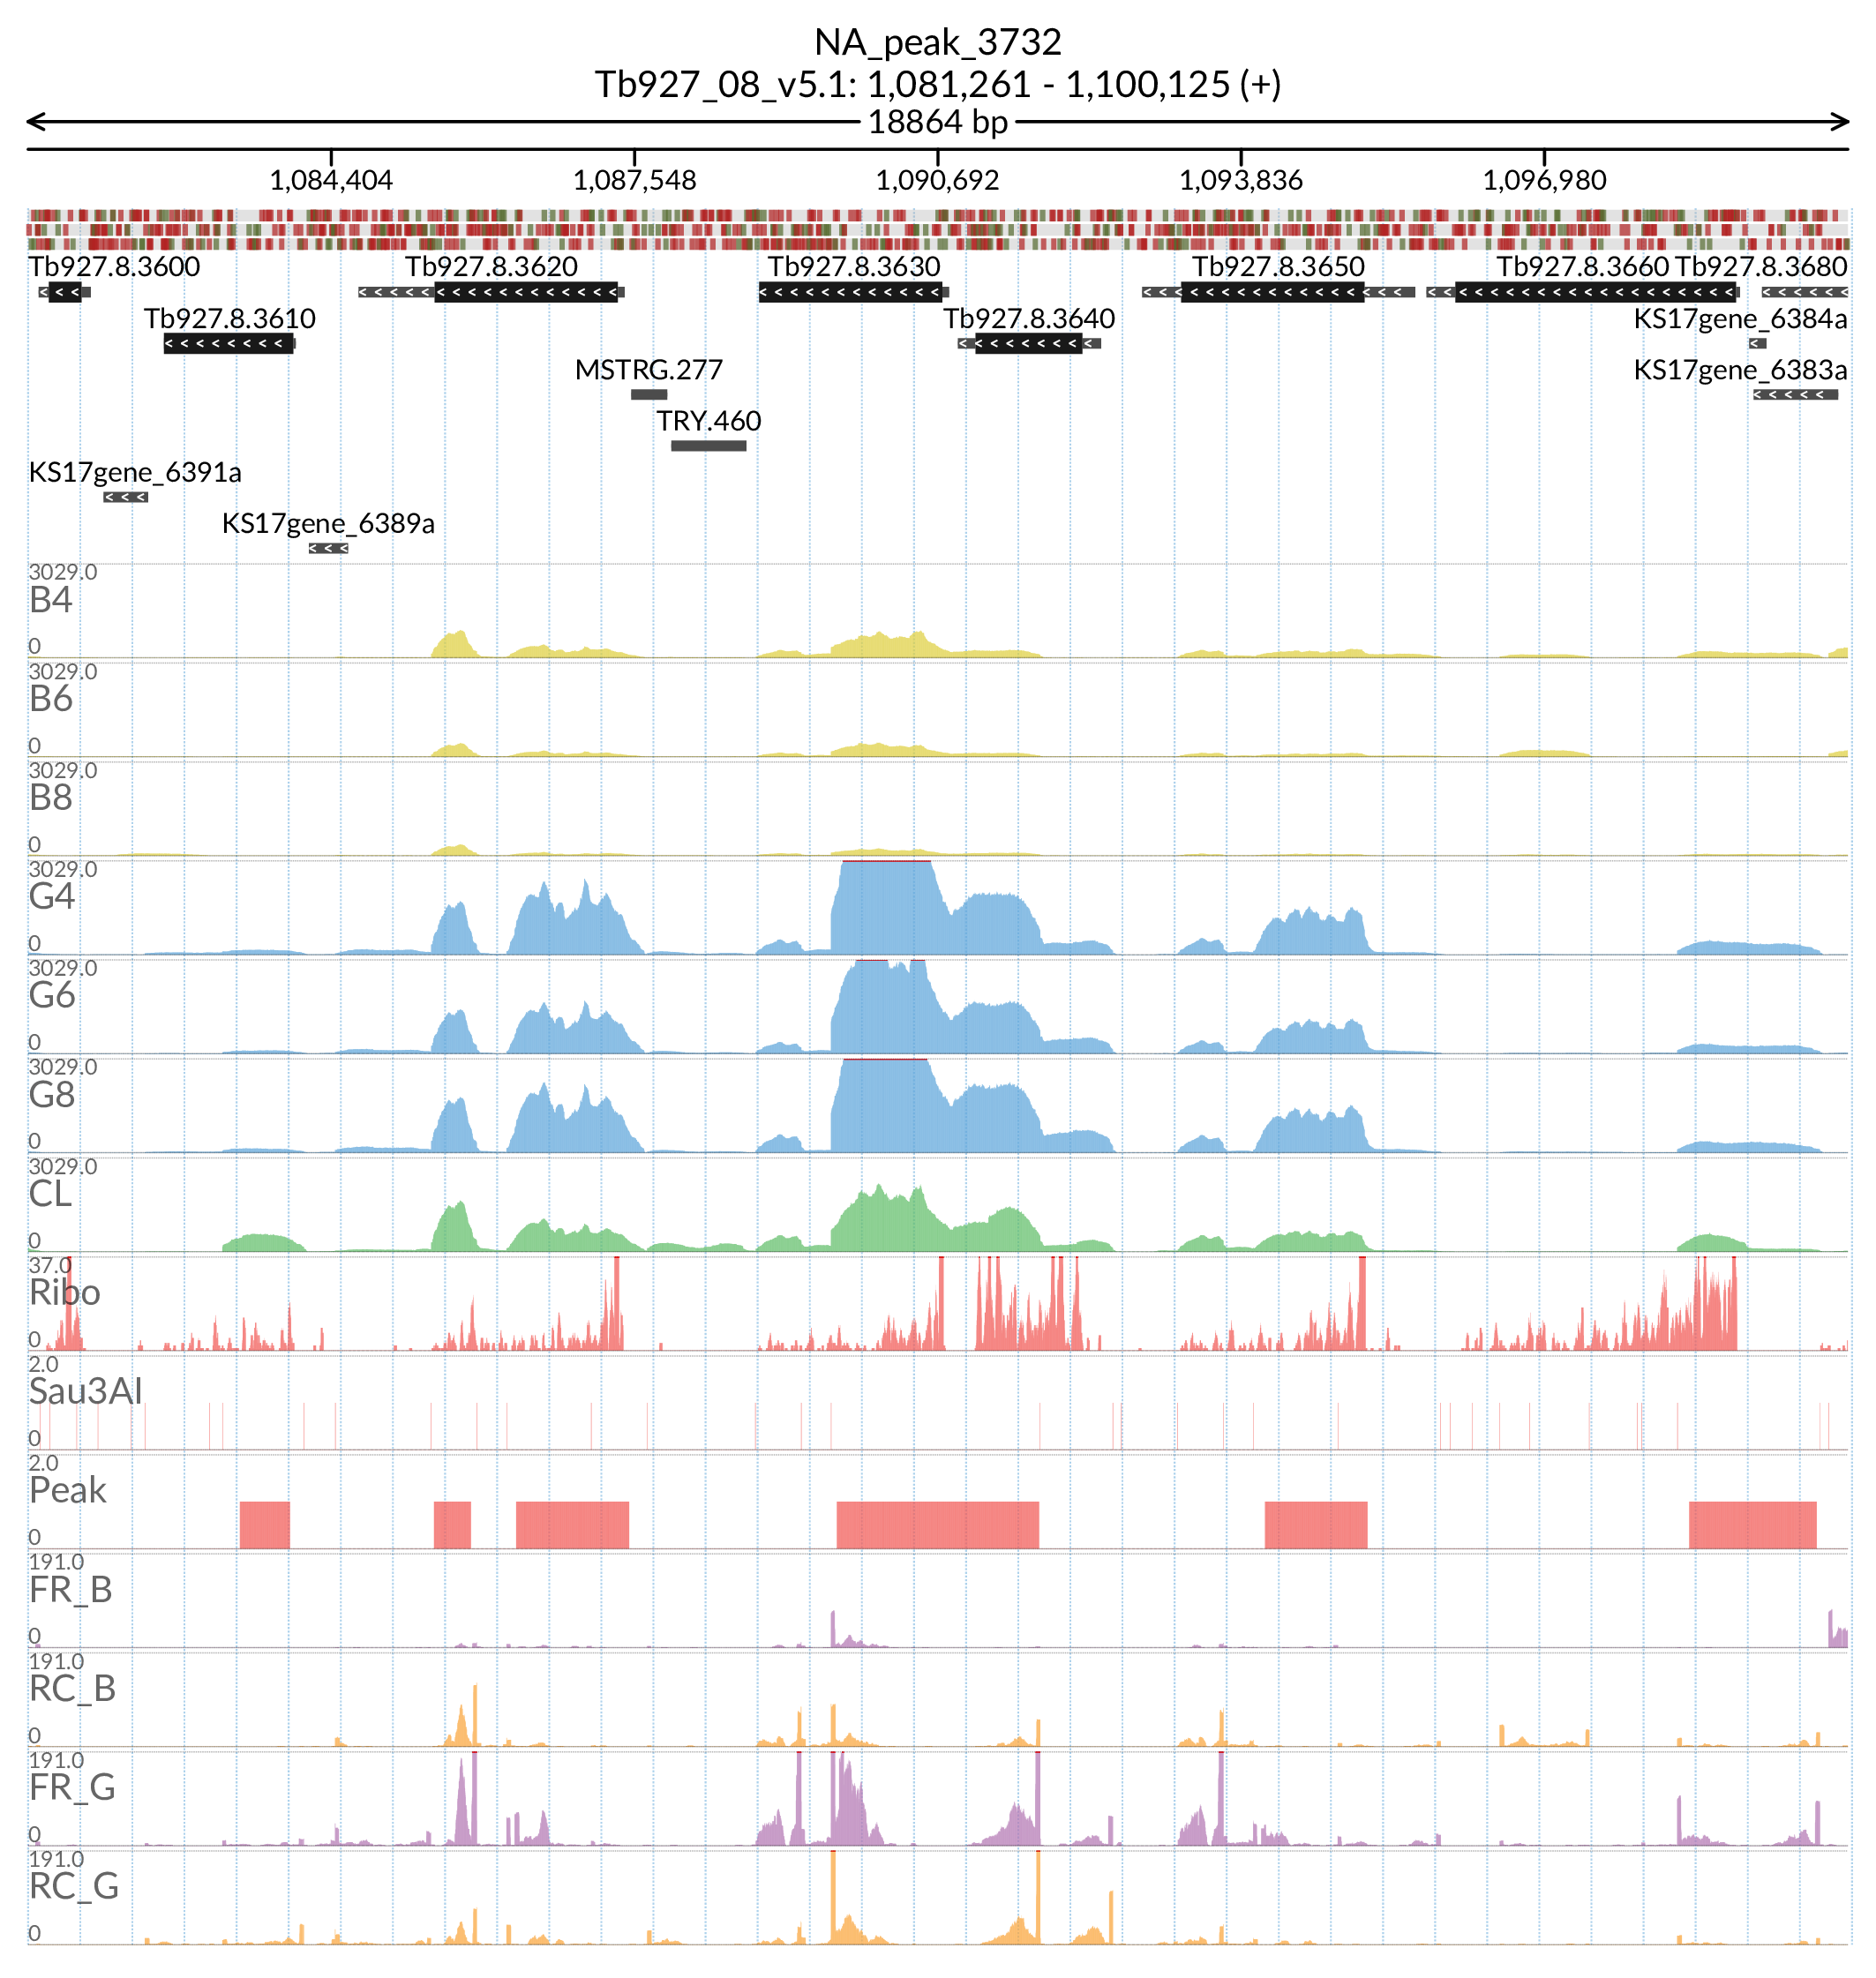 NA_peak_3732
Tb927_08_v5.1: 1,081,261 - 1,100,125 (+)
18864 bp
1,084,404 1,087,548 1,090,692 1,093,836 1,096,980
Tb927.8.3600 Tb927.8.3620 Tb927.8.3630 Tb927.8.3650 Tb927.8.3660 Tb927.8.3680
Tb927.8.3610 Tb927.8.3640 KS17gene_6384a
MSTRG.277 KS17gene_6383a
TRY.460
KS17gene_6391a
KS17gene_6389a
3029.0
B4
0
3029.0
B6
0
3029.0
B8
0
3029.0
G4
0
3029.0
G6
0
3029.0
G8
0
3029.0
CL
0
37.0
Ribo
0
2.0
Sau3AI
0
2.0
Peak
0
191.0
FR_B
0
191.0
RC_B
0
191.0
FR_G
0
191.0
RC_G
0